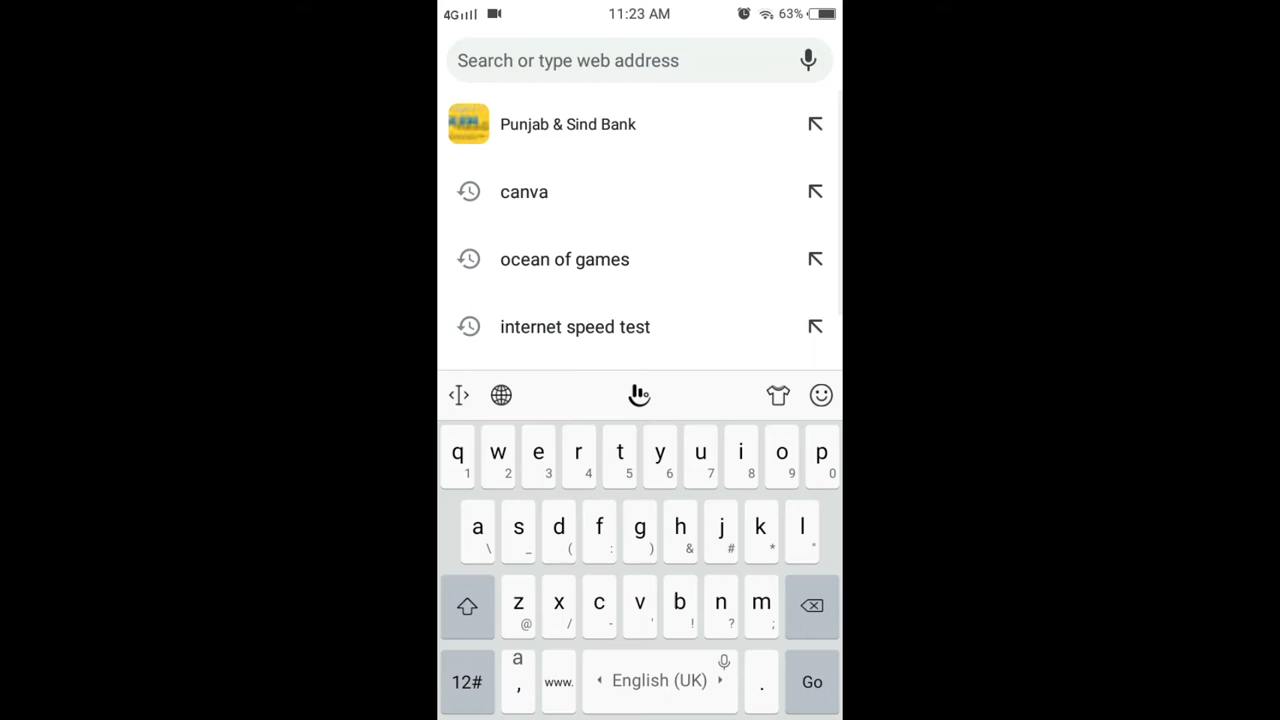 4G 11:23 AM 63%
Search or type web address
Punjab & Sind Bank
canva
ocean of games
internet speed test
q w e r t y u i o p
1 2 3 4 5 6 7 8 9 0
a s d f g h j k l
\ _ ( : ) & # * "
z x c v b n m
@ / - ' ! ? ;
a
12# , www. English (UK) . Go